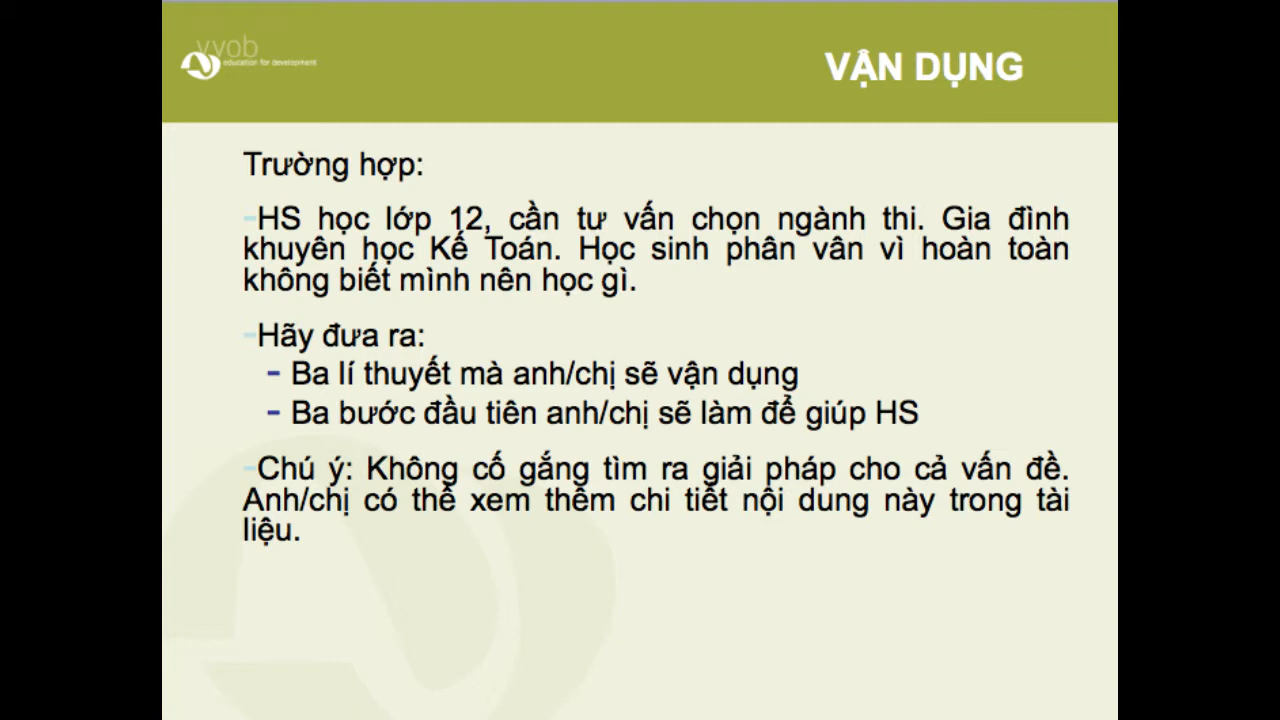 vvob
education for development
VẬN DỤNG
Trường hợp:
-HS học lớp 12, cần tư vấn chọn ngành thi. Gia đình
khuyên học Kế Toán. Học sinh phân vân vì hoàn toàn
không biết mình nên học gì.
-Hãy đưa ra:
- Ba lí thuyết mà anh/chị sẽ vận dụng
- Ba bước đầu tiên anh/chị sẽ làm để giúp HS
-Chú ý: Không cố gắng tìm ra giải pháp cho cả vấn đề.
Anh/chị có thể xem thêm chi tiết nội dung này trong tài
liệu.